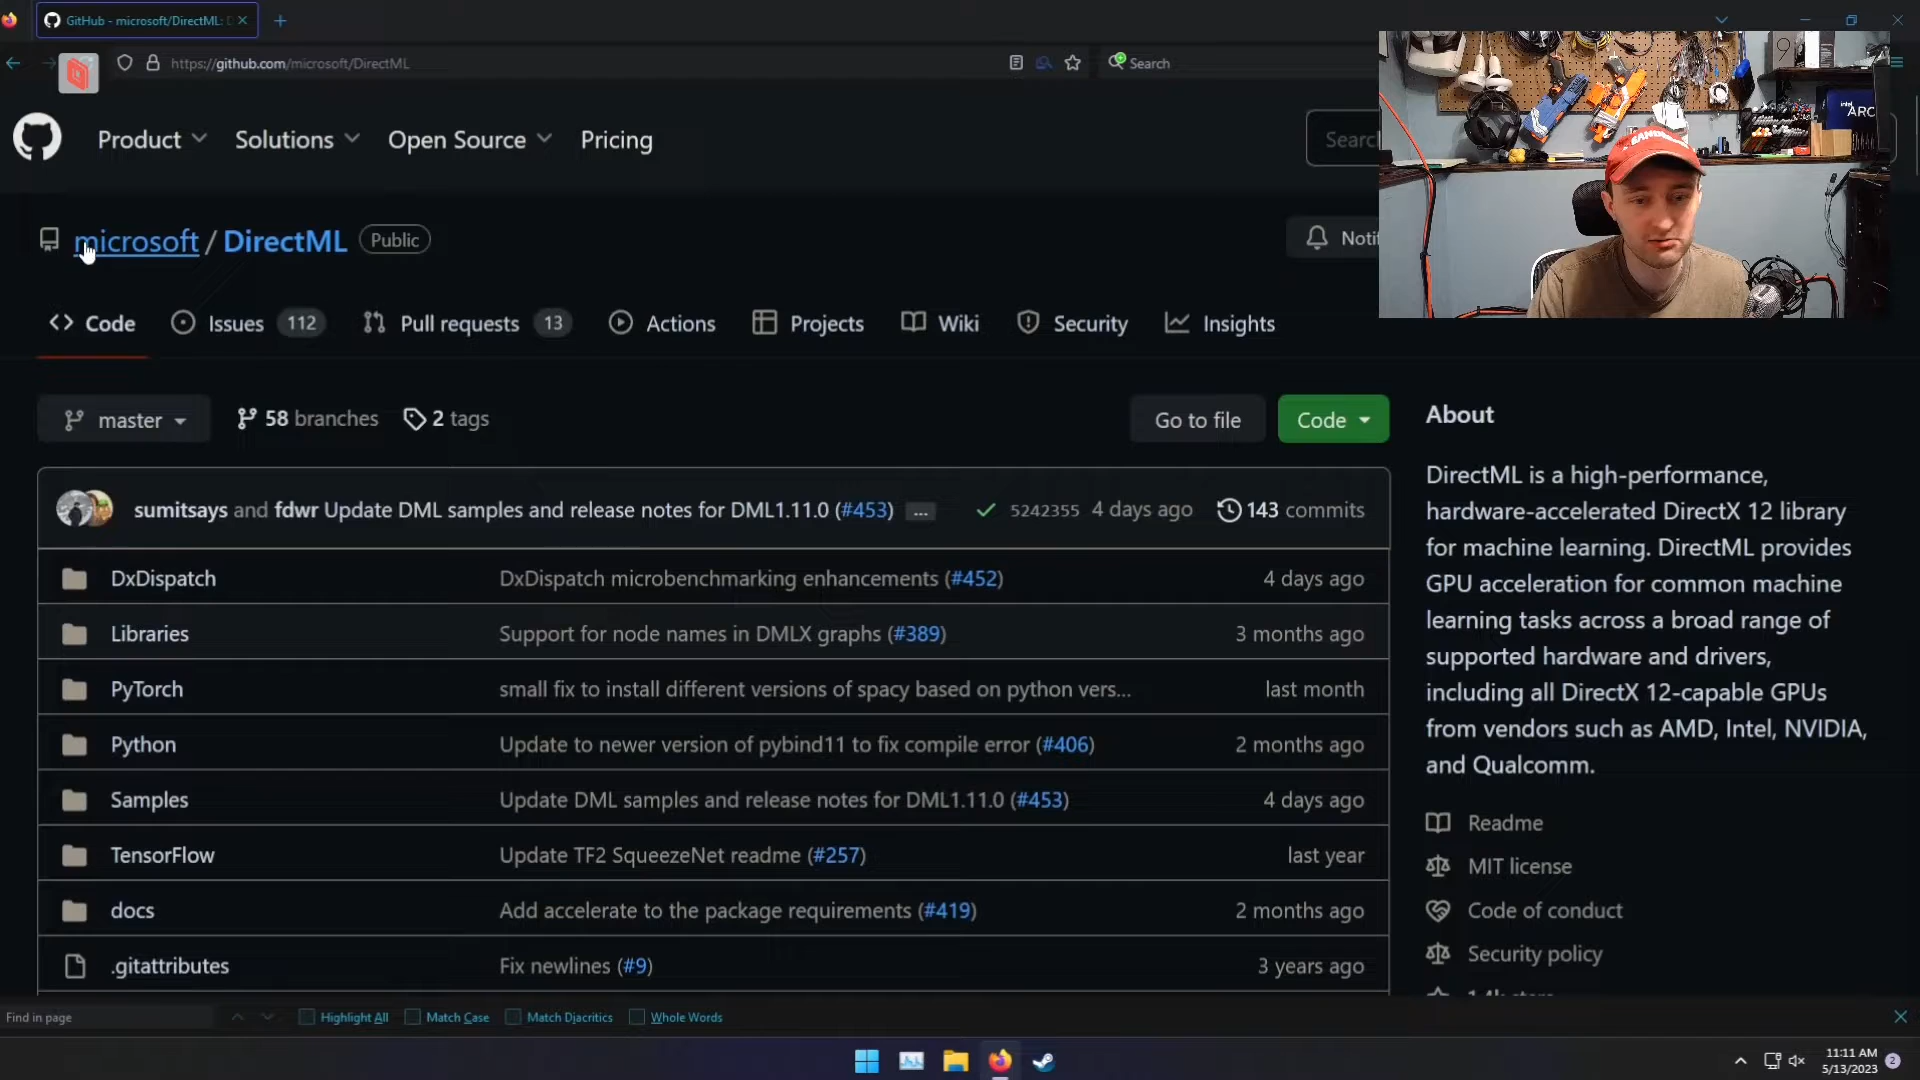 GitHub - microsoft/DirectML:
https://github.com/microsoft/DirectML
Search
Product
Solutions
Open Source
Pricing
Search
microsoft / DirectML
Public
Notif
Code
Issues 112
Pull requests 13
Actions
Projects
Wiki
Security
Insights
master
58 branches
2 tags
Go to file
Code
sumitsays and fdwr Update DML samples and release notes for DML1.11.0 (#453) ...
5242355 4 days ago
143 commits
DxDispatch
DxDispatch microbenchmarking enhancements (#452)
4 days ago
Libraries
Support for node names in DMLX graphs (#389)
3 months ago
PyTorch
small fix to install different versions of spacy based on python vers...
last month
Python
Update to newer version of pybind11 to fix compile error (#406)
2 months ago
Samples
Update DML samples and release notes for DML1.11.0 (#453)
4 days ago
TensorFlow
Update TF2 SqueezeNet readme (#257)
last year
docs
Add accelerate to the package requirements (#419)
2 months ago
.gitattributes
Fix newlines (#9)
3 years ago
About
DirectML is a high-performance,
hardware-accelerated DirectX 12 library
for machine learning. DirectML provides
GPU acceleration for common machine
learning tasks across a broad range of
supported hardware and drivers,
including all DirectX 12-capable GPUs
from vendors such as AMD, Intel, NVIDIA,
and Qualcomm.
Readme
MIT license
Code of conduct
Security policy
intel
ARC
Find in page
Highlight All
Match Case
Match Diacritics
Whole Words
11:11 AM
5/13/2023
2